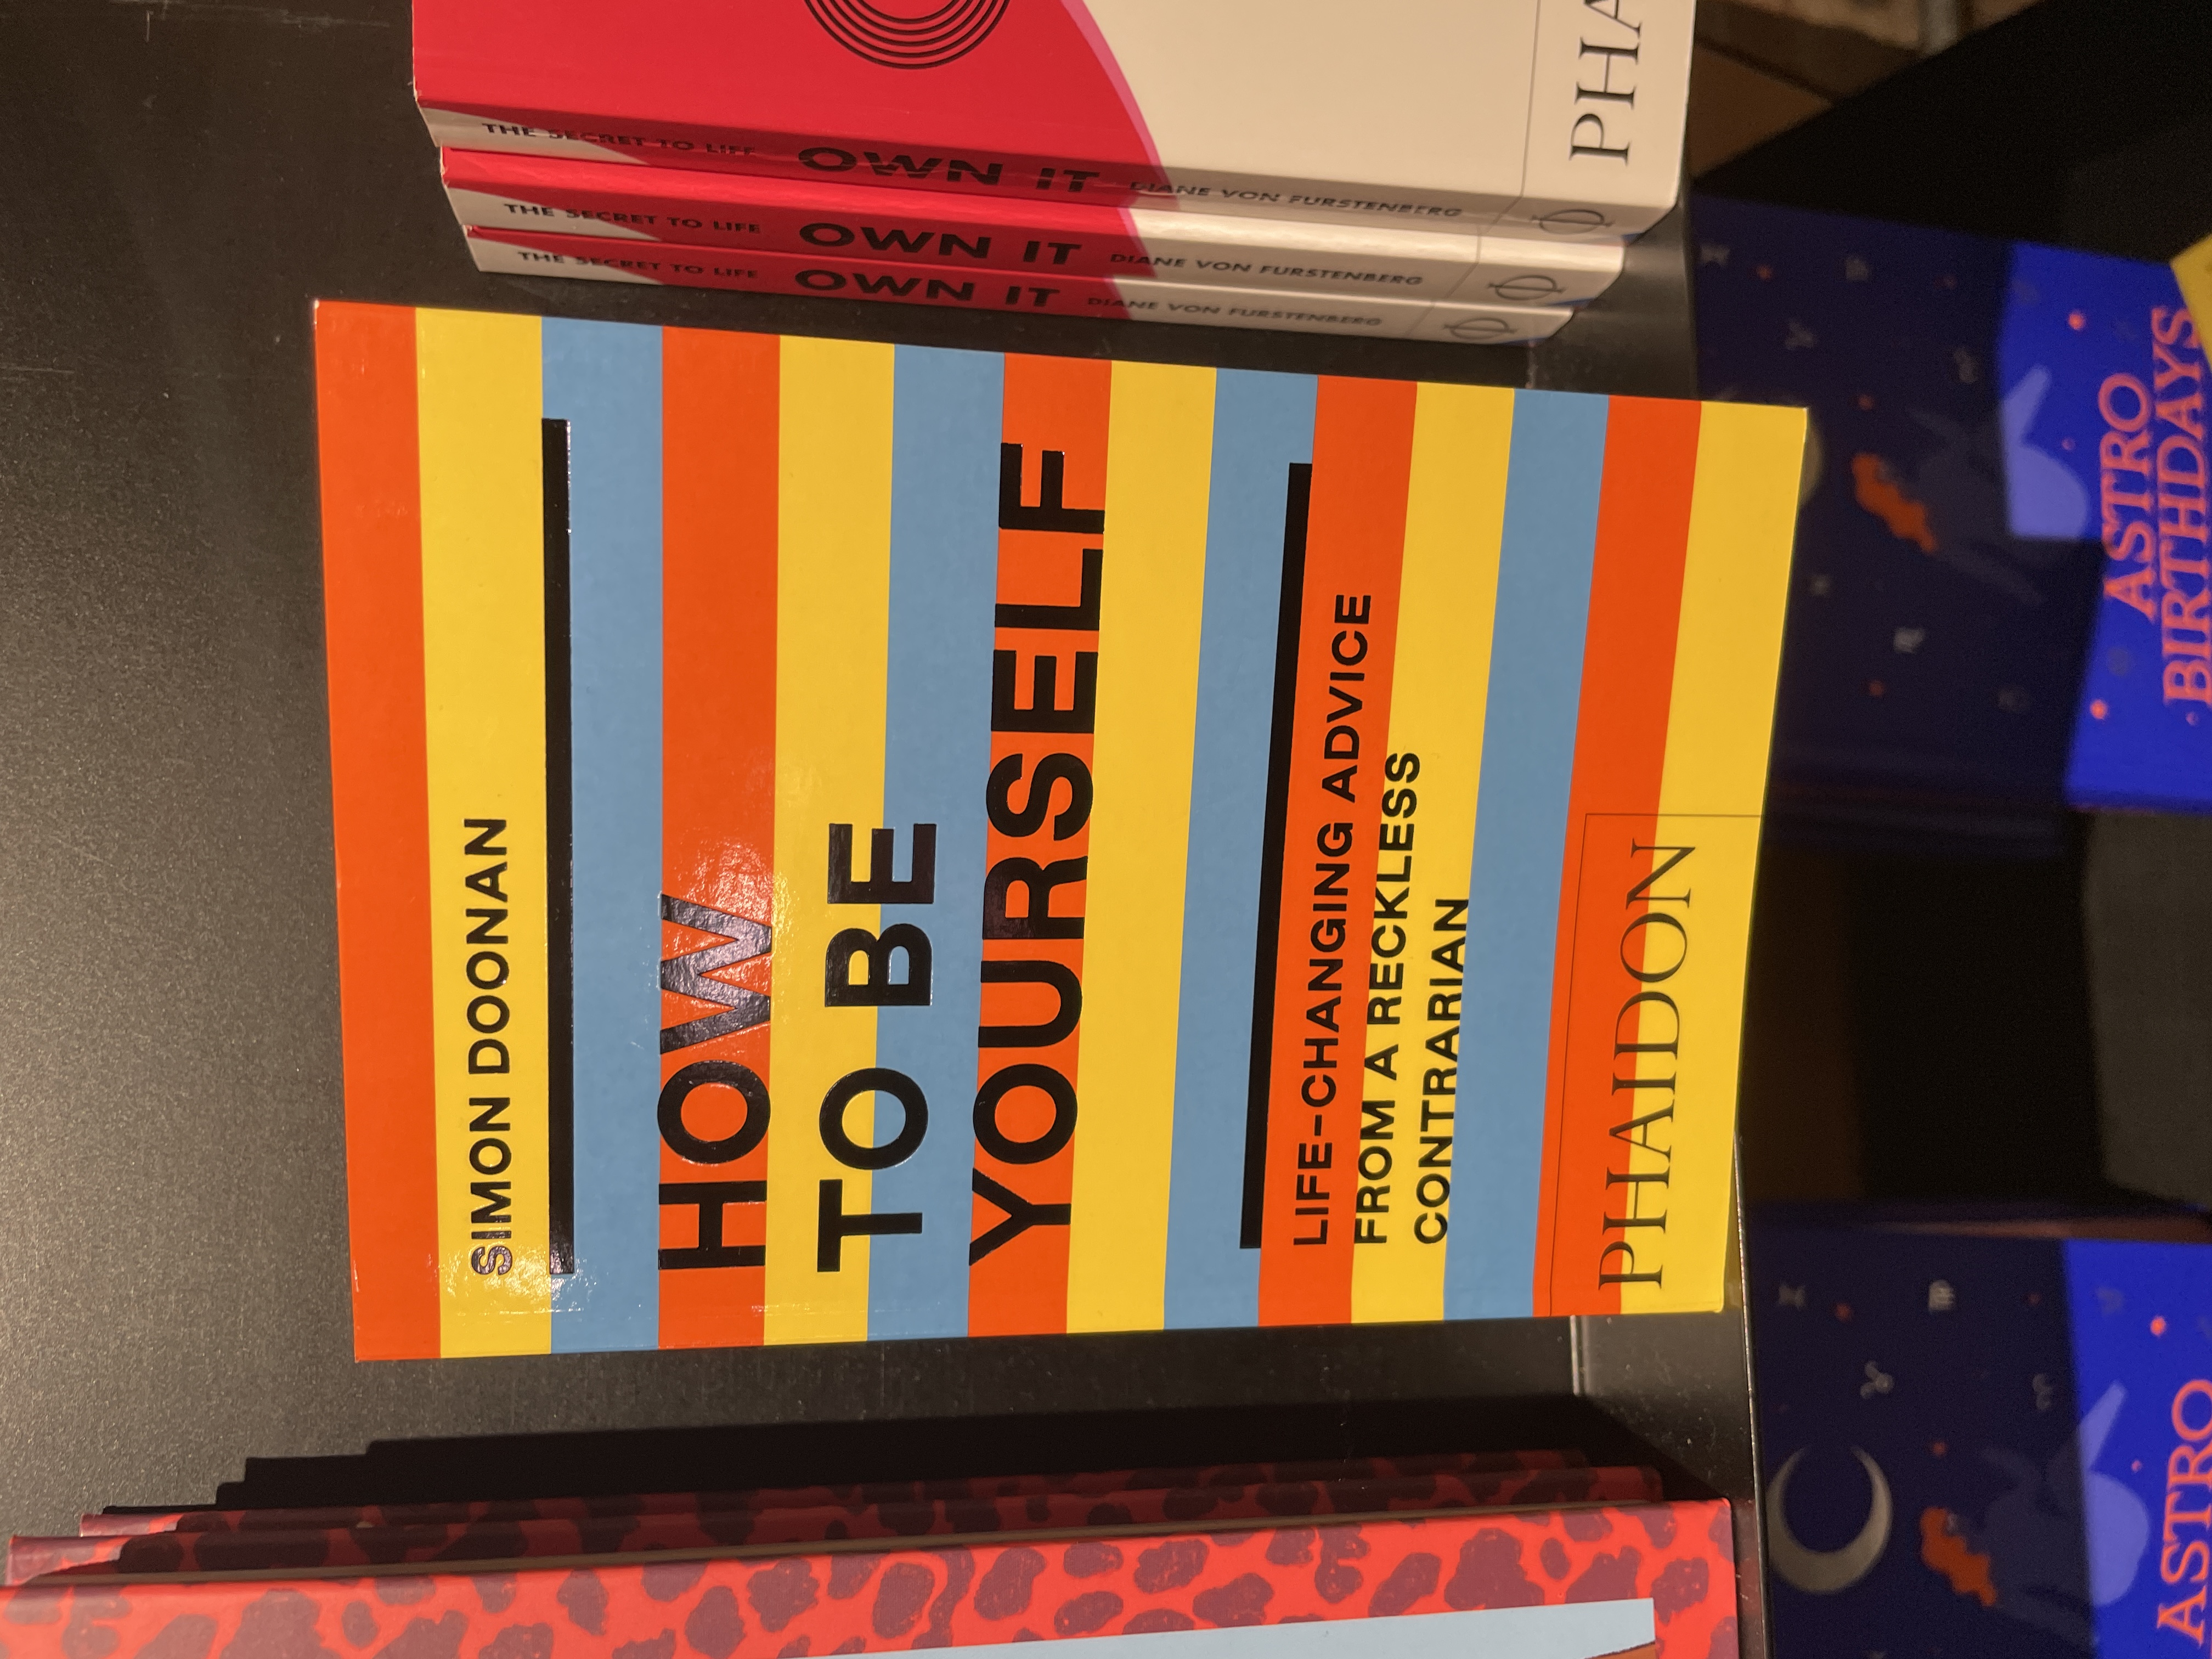 SIMON DOONAN
HOW
TO BE
YOURSELF
LIFE-CHANGING ADVICE
FROM A RECKLESS
CONTRARIAN
PHAIDON
THE SECRET TO LIFE OWN IT DIANE VON FURSTENBERG
THE SECRET TO LIFE OWN IT DIANE VON FURSTENBERG
THE SECRET TO LIFE OWN IT DIANE VON FURSTENBERG
PHA
ASTRO
BIRTHDAYS
ASTRO